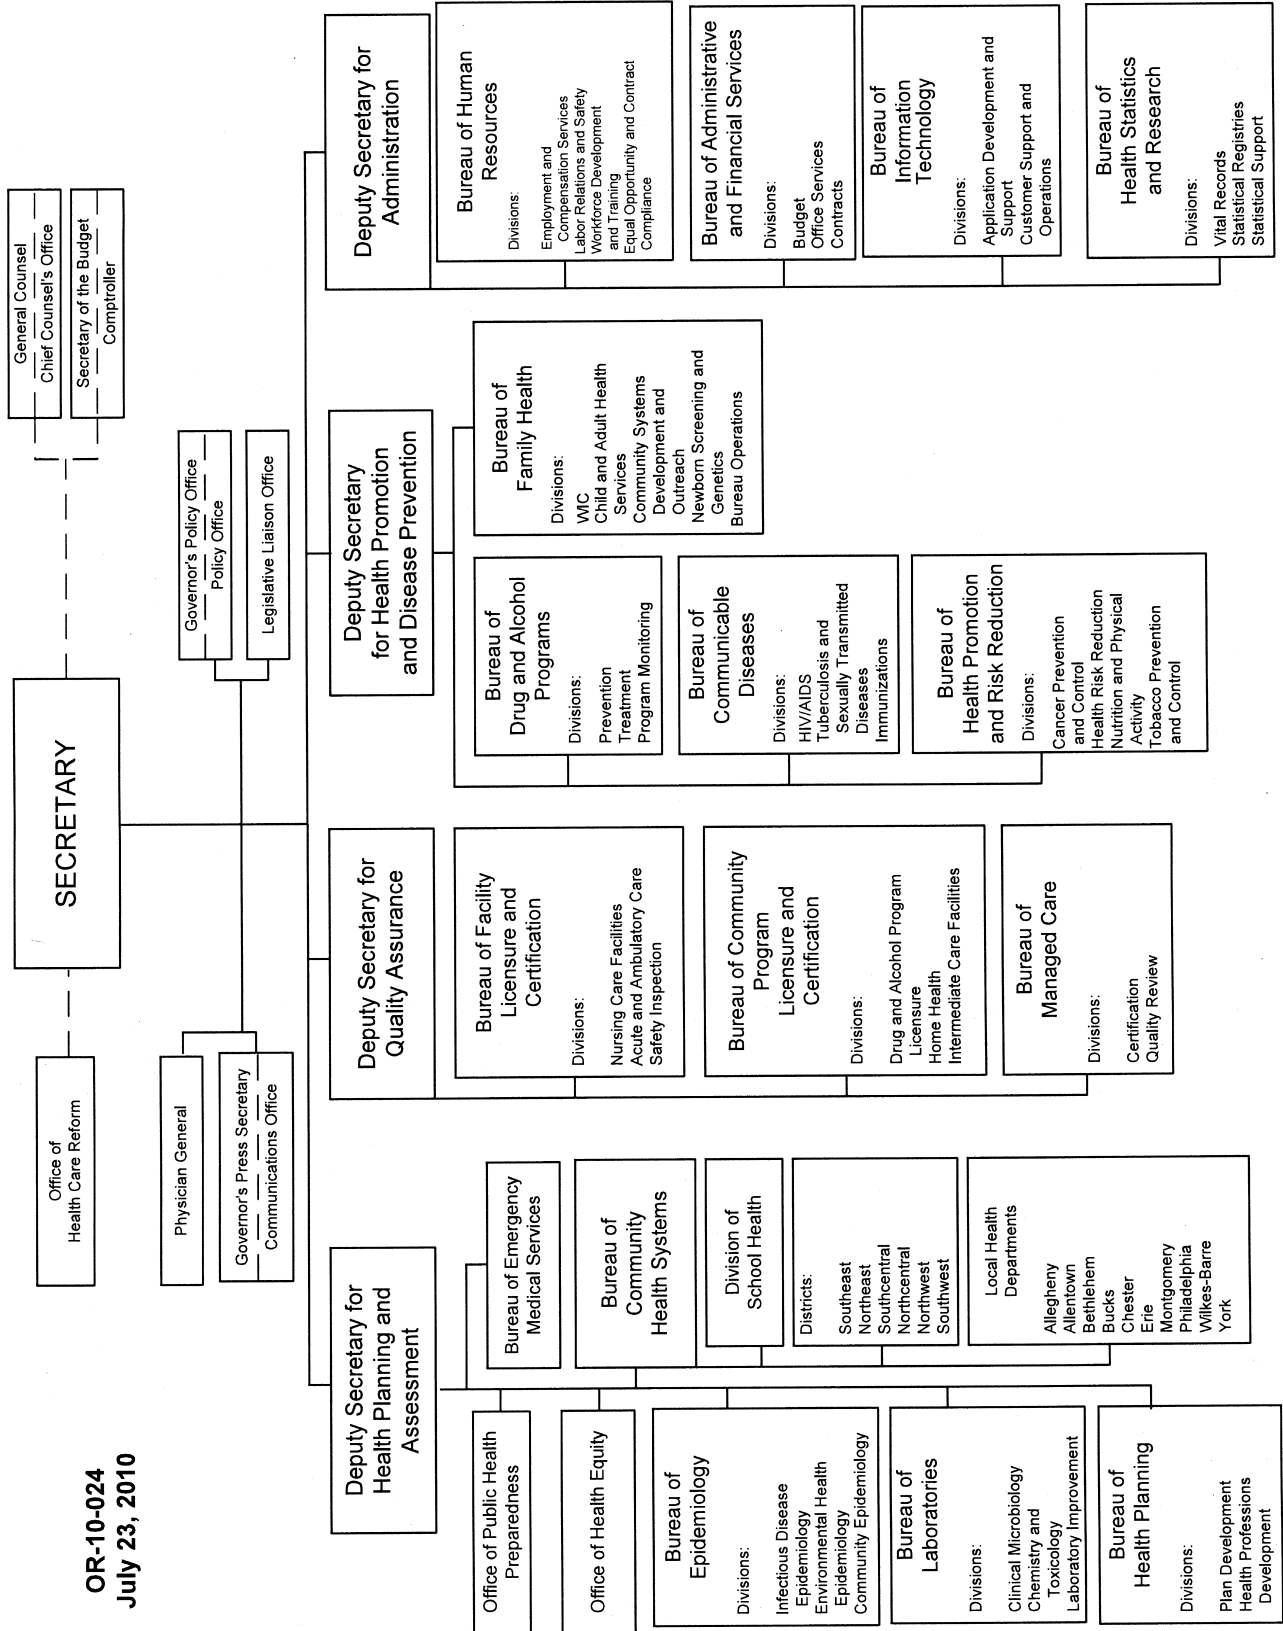 OR-10-024
July 23, 2010
Office of
Health Care Reform
SECRETARY
General Counsel
Chief Counsel's Office
Secretary of the Budget
Comptroller
Physician General
Governor's Press Secretary
Communications Office
Governor's Policy Office
Policy Office
Legislative Liaison Office
Deputy Secretary for
Health Planning and
Assessment
Office of Public Health
Preparedness
Office of Health Equity
Bureau of
Epidemiology
Divisions:
Infectious Disease
Epidemiology
Environmental Health
Epidemiology
Community Epidemiology
Bureau of
Laboratories
Divisions:
Clinical Microbiology
Chemistry and
Toxicology
Laboratory Improvement
Bureau of
Health Planning
Divisions:
Plan Development
Health Professions
Development
Bureau of Emergency
Medical Services
Bureau of
Community
Health Systems
Division of
School Health
Districts:
Southeast
Northeast
Southcentral
Northcentral
Northwest
Southwest
Local Health
Departments
Allegheny
Allentown
Bethlehem
Bucks
Chester
Erie
Montgomery
Philadelphia
Wilkes-Barre
York
Deputy Secretary for
Quality Assurance
Bureau of Facility
Licensure and
Certification
Divisions:
Nursing Care Facilities
Acute and Ambulatory Care
Safety Inspection
Bureau of Community
Program
Licensure and
Certification
Divisions:
Drug and Alcohol Program
Licensure
Home Health
Intermediate Care Facilities
Bureau of
Managed Care
Divisions:
Certification
Quality Review
Deputy Secretary
for Health Promotion
and Disease Prevention
Bureau of
Drug and Alcohol
Programs
Divisions:
Prevention
Treatment
Program Monitoring
Bureau of
Communicable
Diseases
Divisions:
HIV/AIDS
Tuberculosis and
Sexually Transmitted
Diseases
Immunizations
Bureau of
Health Promotion
and Risk Reduction
Divisions:
Cancer Prevention
and Control
Health Risk Reduction
Nutrition and Physical
Activity
Tobacco Prevention
and Control
Bureau of
Family Health
Divisions:
WIC
Child and Adult Health
Services
Community Systems
Development and
Outreach
Newborn Screening and
Genetics
Bureau Operations
Deputy Secretary for
Administration
Bureau of Human
Resources
Divisions:
Employment and
Compensation Services
Labor Relations and Safety
Workforce Development
and Training
Equal Opportunity and Contract
Compliance
Bureau of Administrative
and Financial Services
Divisions:
Budget
Office Services
Contracts
Bureau of
Information
Technology
Divisions:
Application Development and
Support
Customer Support and
Operations
Bureau of
Health Statistics
and Research
Divisions:
Vital Records
Statistical Registries
Statistical Support